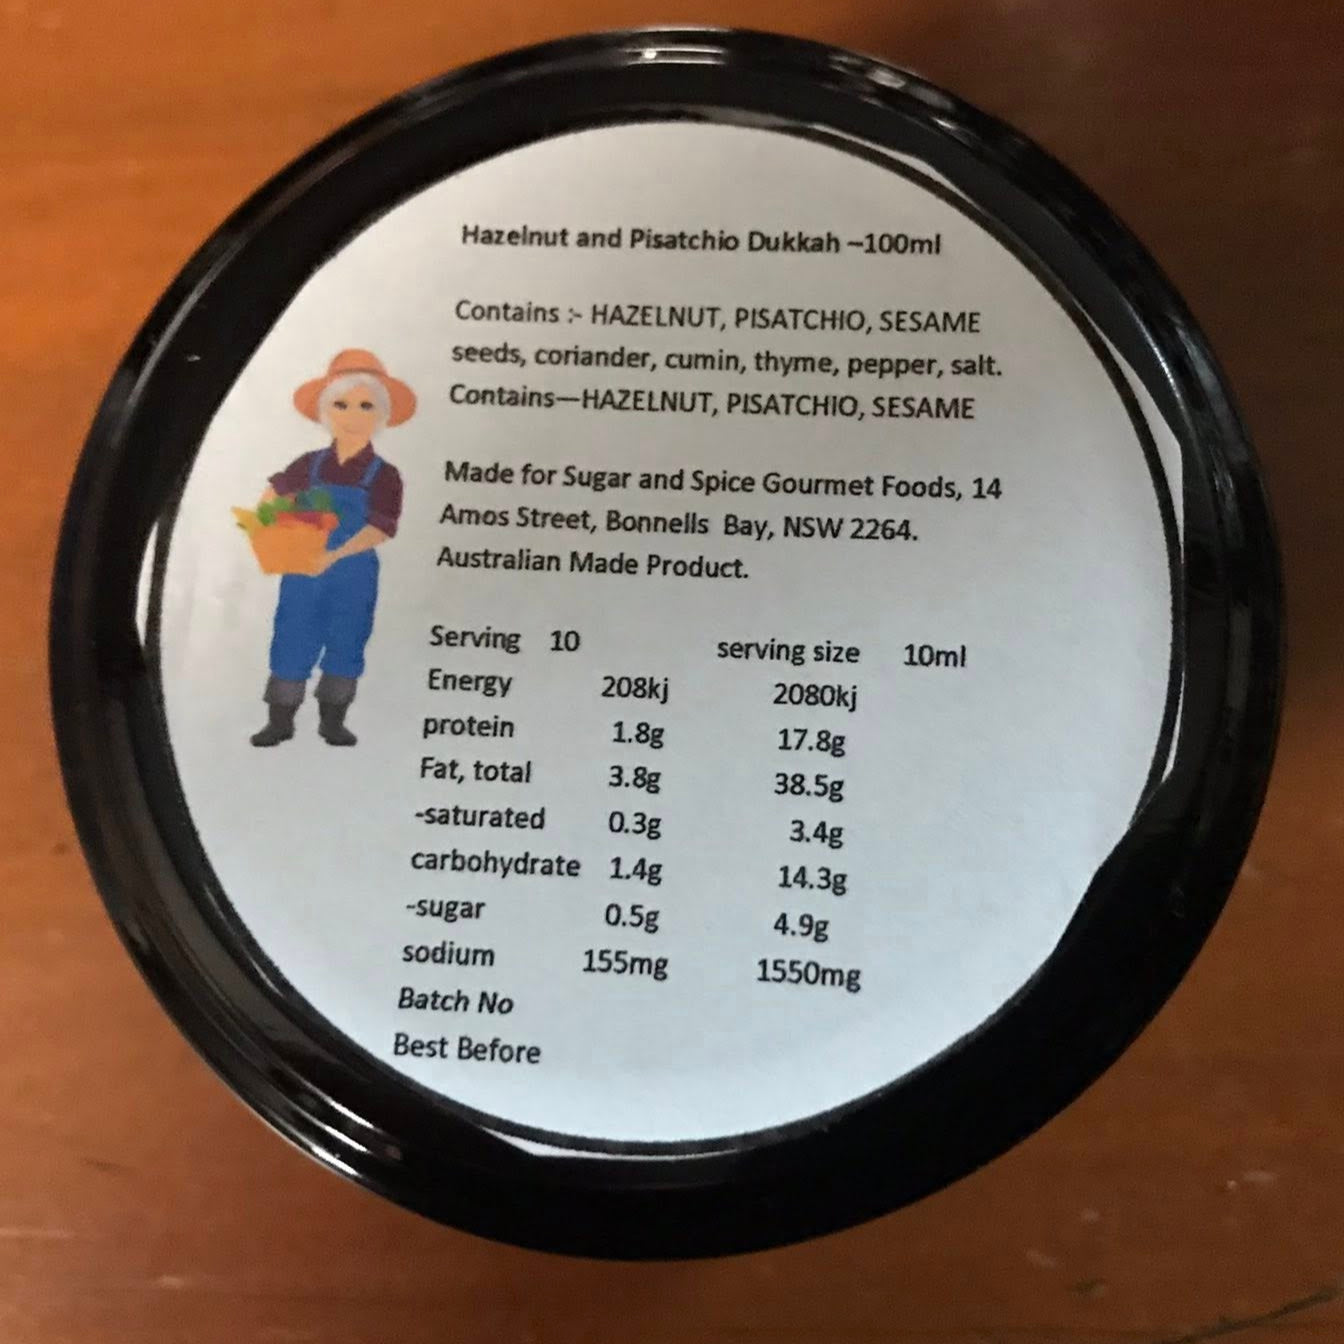 Hazelnut and Pisatchio Dukkah –100ml
Contains :- HAZELNUT, PISATCHIO, SESAME
seeds, coriander, cumin, thyme, pepper, salt.
Contains—HAZELNUT, PISATCHIO, SESAME
Made for Sugar and Spice Gourmet Foods, 14
Amos Street, Bonnells Bay, NSW 2264.
Australian Made Product.
Serving 10 serving size 10ml
Energy 208kj 2080kj
protein 1.8g 17.8g
Fat, total 3.8g 38.5g
-saturated 0.3g 3.4g
carbohydrate 1.4g 14.3g
-sugar 0.5g 4.9g
sodium 155mg 1550mg
Batch No
Best Before